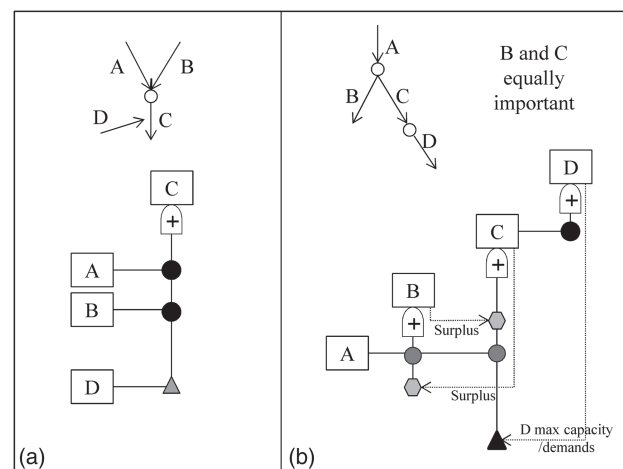 A
B
D
C
C
+
A
B
D
(a)
A
B
C
D
B and C
equally
important
D
+
C
+
B
+
Surplus
A
Surplus
D max capacity
/demands
(b)